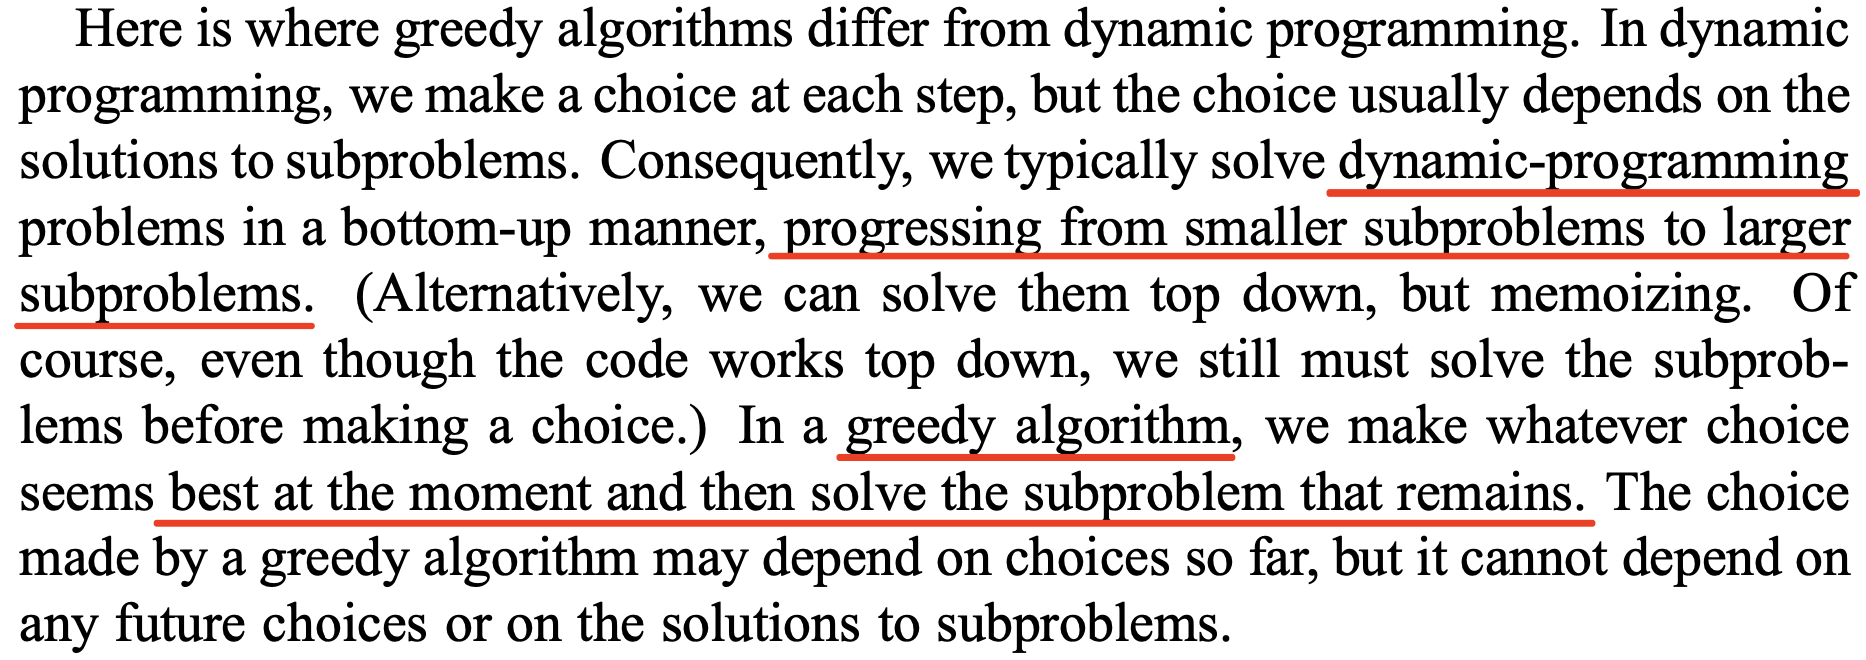 Here is where greedy algorithms differ from dynamic programming. In dynamic
programming, we make a choice at each step, but the choice usually depends on the
solutions to subproblems. Consequently, we typically solve dynamic-programming
problems in a bottom-up manner, progressing from smaller subproblems to larger
subproblems. (Alternatively, we can solve them top down, but memoizing. Of
course, even though the code works top down, we still must solve the subprob-
lems before making a choice.) In a greedy algorithm, we make whatever choice
seems best at the moment and then solve the subproblem that remains. The choice
made by a greedy algorithm may depend on choices so far, but it cannot depend on
any future choices or on the solutions to subproblems.